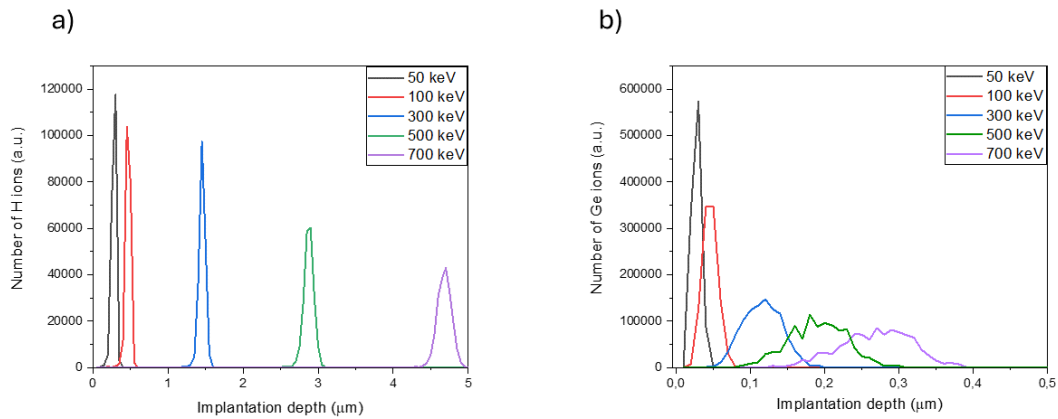 a)
120000
100000
80000
60000
40000
20000
0
Number of H ions (a.u.)
50 keV
100 keV
300 keV
500 keV
700 keV
0
1
2
3
4
5
Implantation depth (μm)
b)
600000
500000
400000
300000
200000
100000
0
Number of Ge ions (a.u.)
50 keV
100 keV
300 keV
500 keV
700 keV
0,0
0,1
0,2
0,3
0,4
0,5
Implantation depth (μm)